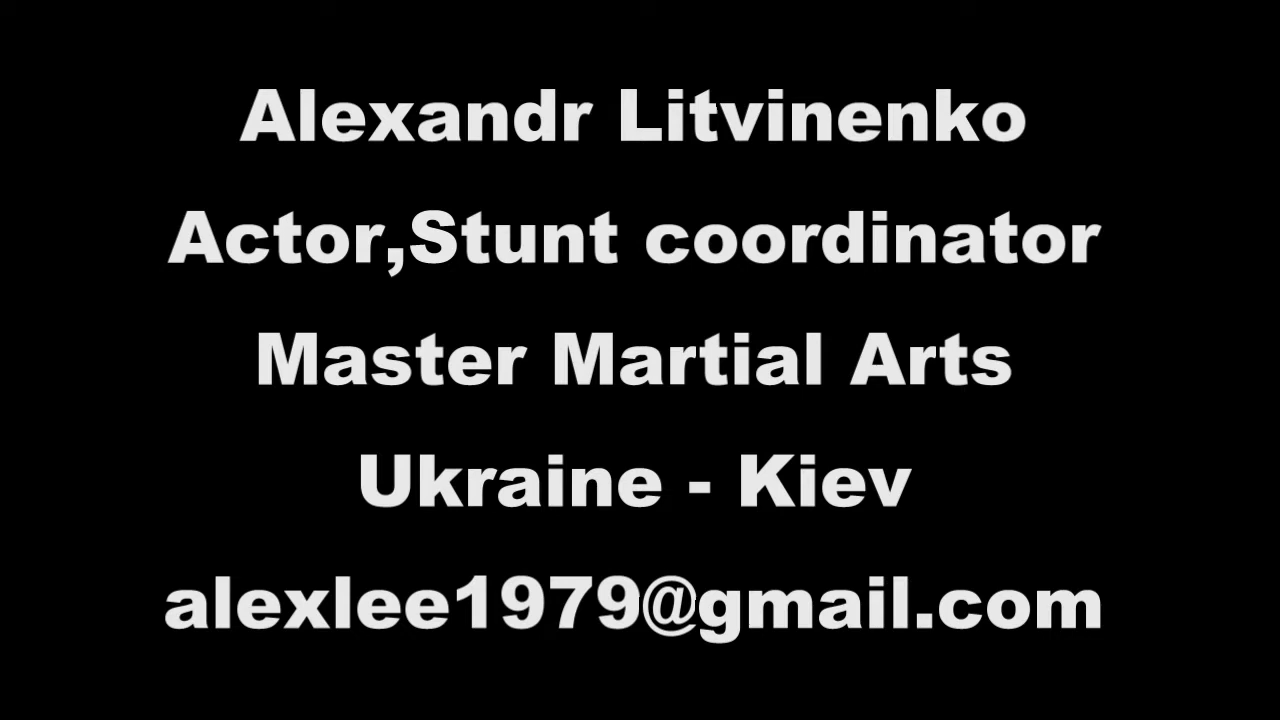 Alexandr Litvinenko
Actor,Stunt coordinator
Master Martial Arts
Ukraine - Kiev
alexlee1979@gmail.com